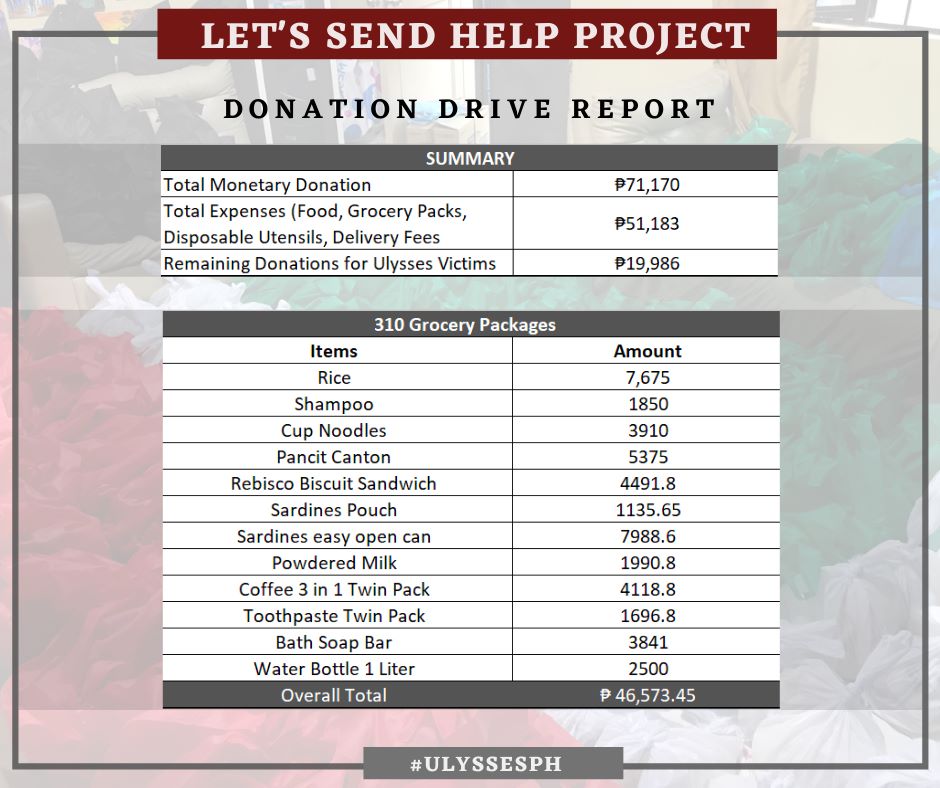 LET'S SEND HELP PROJECT
DONATION DRIVE REPORT
SUMMARY
Total Monetary Donation ₱71,170
Total Expenses (Food, Grocery Packs,
Disposable Utensils, Delivery Fees ₱51,183
Remaining Donations for Ulysses Victims ₱19,986
310 Grocery Packages
Items Amount
Rice 7,675
Shampoo 1850
Cup Noodles 3910
Pancit Canton 5375
Rebisco Biscuit Sandwich 4491.8
Sardines Pouch 1135.65
Sardines easy open can 7988.6
Powdered Milk 1990.8
Coffee 3 in 1 Twin Pack 4118.8
Toothpaste Twin Pack 1696.8
Bath Soap Bar 3841
Water Bottle 1 Liter 2500
Overall Total ₱ 46,573.45
#ULYSSESPH